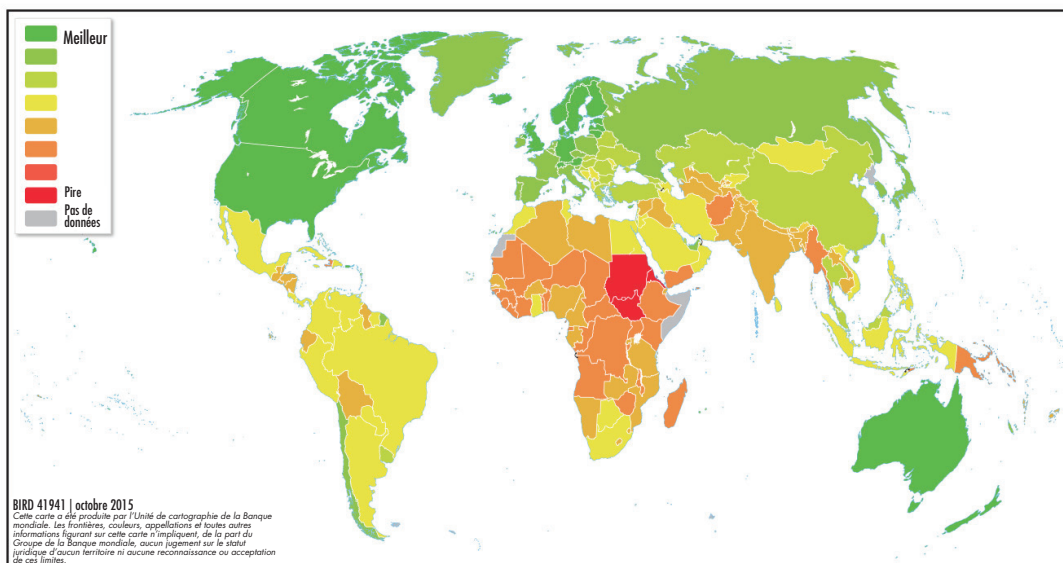 Meilleur
Pire
Pas de
données
BIRD 41941 | octobre 2015
Cette carte a été produite par l'Unité de cartographie de la Banque
mondiale. Les frontières, couleurs, appellations et toutes autres
informations figurant sur cette carte n'impliquent, de la part du
Groupe de la Banque mondiale, aucun jugement sur le statut
juridique d'aucun territoire ni aucune reconnaissance ou acceptation
de ces limites.